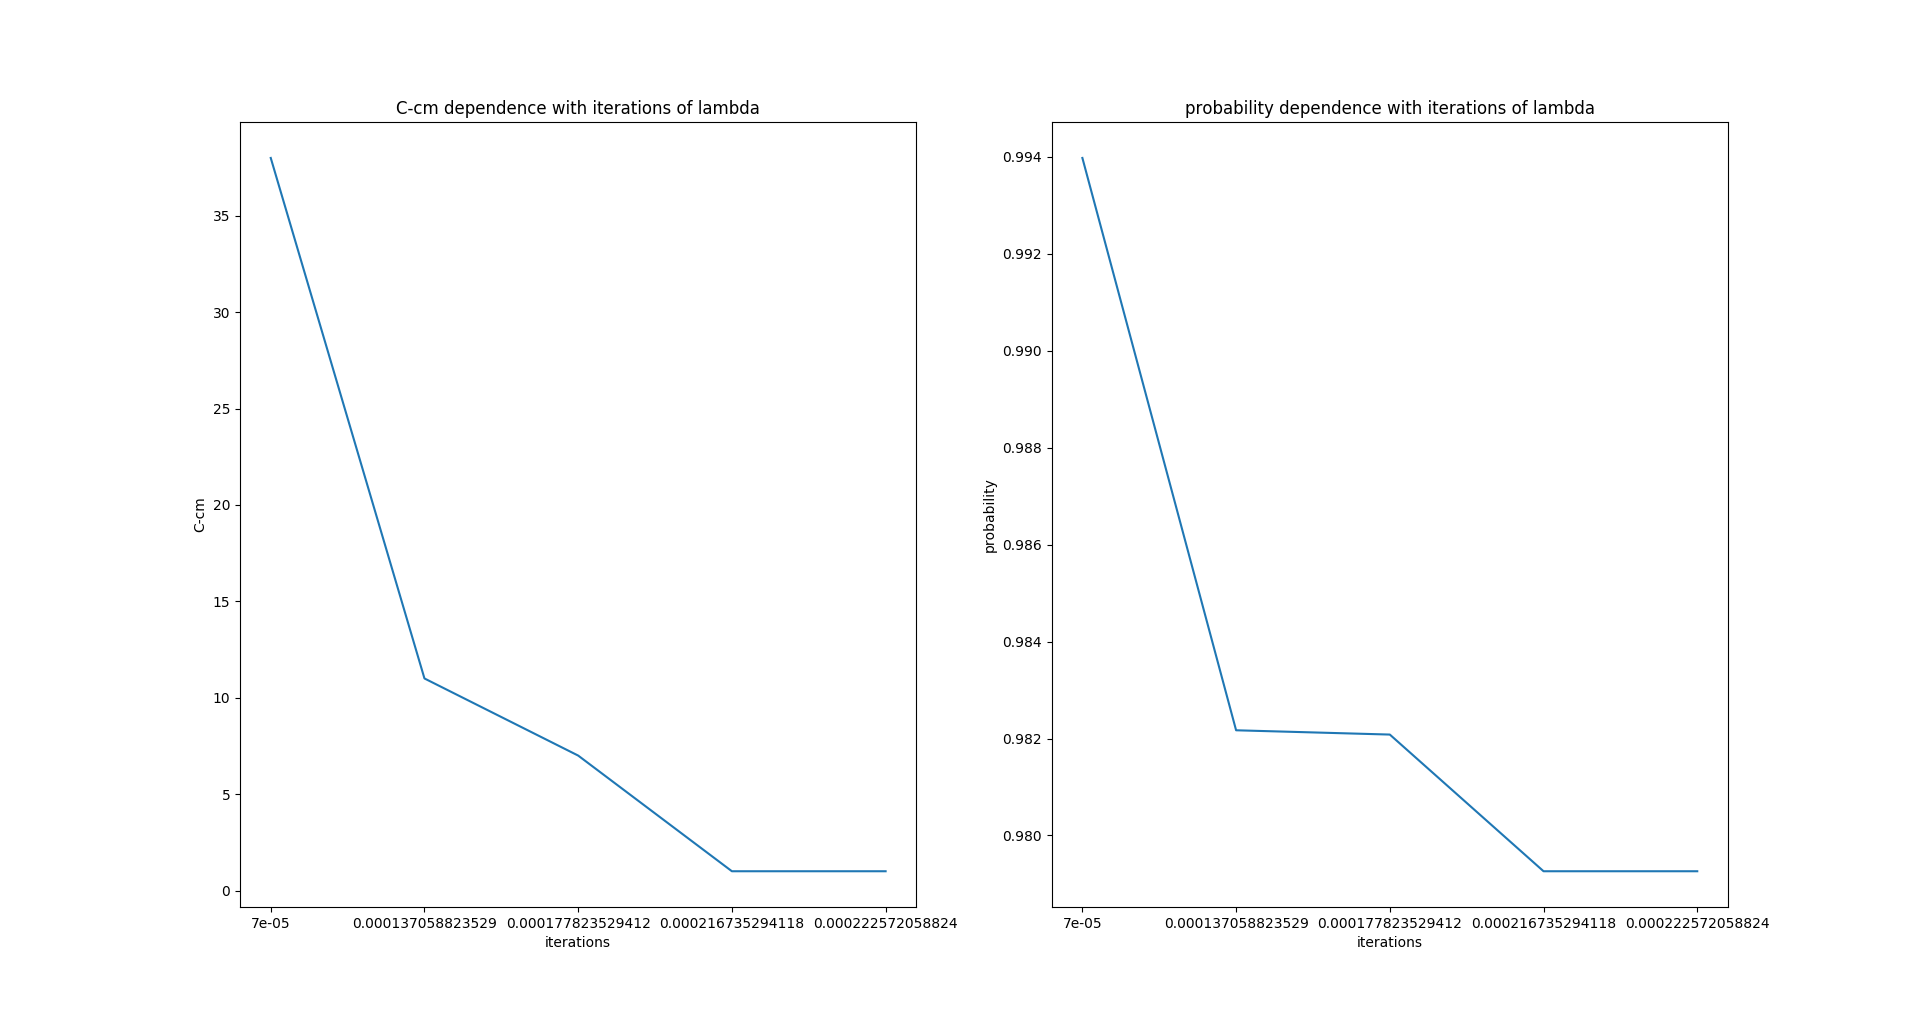 C-cm dependence with iterations of lambda
35
30
25
20
15
10
5
0
C-cm
7e-05 0.000137058823529 0.000177823529412 0.000216735294118 0.000222572058824
iterations
probability dependence with iterations of lambda
0.994
0.992
0.990
0.988
0.986
0.984
0.982
0.980
probability
7e-05 0.000137058823529 0.000177823529412 0.000216735294118 0.000222572058824
iterations